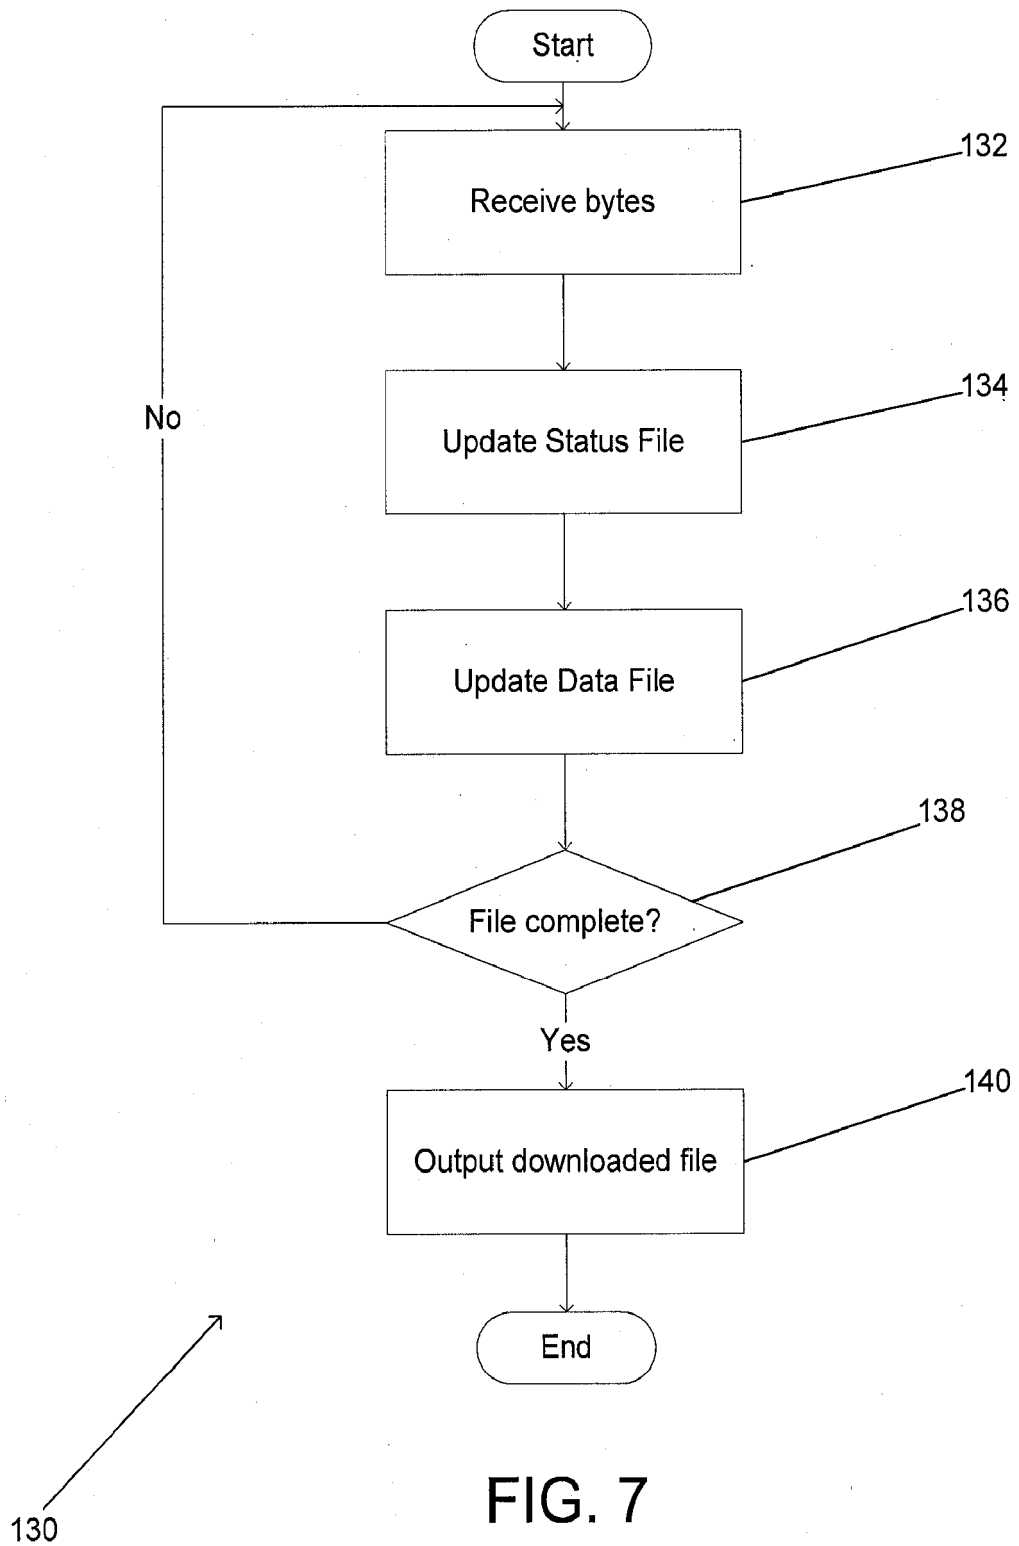 Start
132
Receive bytes
134
No
Update Status File
136
Update Data File
138
File complete?
Yes
140
Output downloaded file
End
FIG. 7
130